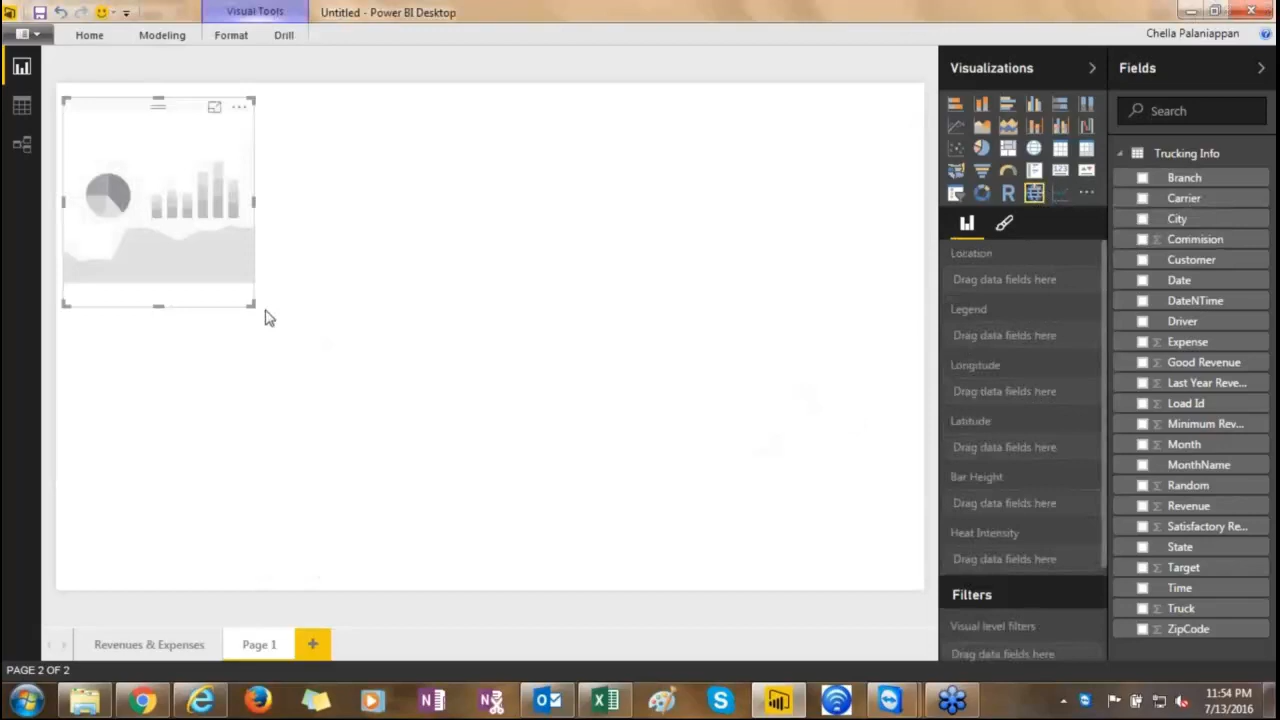 Visual Tools
Untitled - Power BI Desktop
Home
Modeling
Format
Drill
Chella Palaniappan
Visualizations
R
123
Location
Drag data fields here
Legend
Drag data fields here
Longitude
Drag data fields here
Latitude
Drag data fields here
Bar Height
Drag data fields here
Heat Intensity
Drag data fields here
Filters
Visual level filters
Drag data fields here
Fields
Search
Trucking Info
Branch
Carrier
City
Σ Commision
Customer
Date
DateNTime
Driver
Σ Expense
Σ Good Revenue
Σ Last Year Reve...
Σ Load Id
Σ Minimum Rev...
Σ Month
MonthName
Σ Random
Σ Revenue
Σ Satisfactory Re...
State
Σ Target
Time
Σ Truck
Σ ZipCode
Revenues & Expenses
Page 1
PAGE 2 OF 2
11:54 PM
7/13/2016